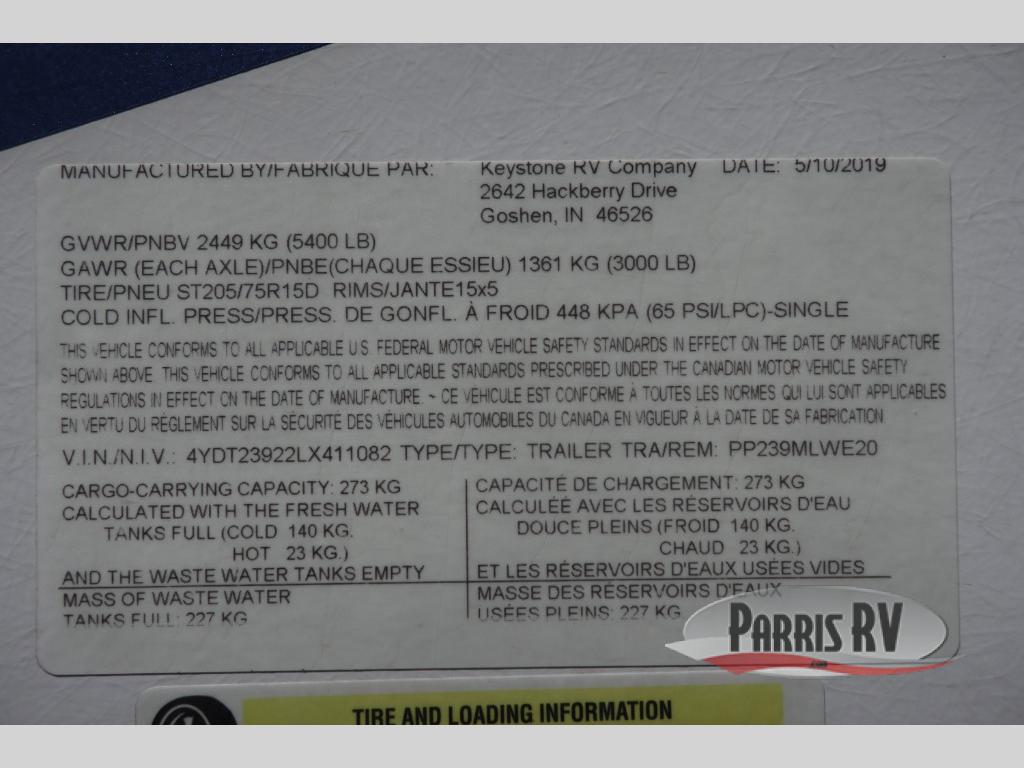 MANUFACTURED BY/FABRIQUE PAR: Keystone RV Company DATE: 5/10/2019
2642 Hackberry Drive
Goshen, IN 46526
GVWR/PNBV 2449 KG (5400 LB)
GAWR (EACH AXLE)/PNBE(CHAQUE ESSIEU) 1361 KG (3000 LB)
TIRE/PNEU ST205/75R15D RIMS/JANTE15x5
COLD INFL. PRESS/PRESS. DE GONFL. À FROID 448 KPA (65 PSI/LPC)-SINGLE
THIS VEHICLE CONFORMS TO ALL APPLICABLE U.S. FEDERAL MOTOR VEHICLE SAFETY STANDARDS IN EFFECT ON THE DATE OF MANUFACTURE
SHOWN ABOVE. THIS VEHICLE CONFORMS TO ALL APPLICABLE STANDARDS PRESCRIBED UNDER THE CANADIAN MOTOR VEHICLE SAFETY
REGULATIONS IN EFFECT ON THE DATE OF MANUFACTURE. ~ CE VÉHICULE EST CONFORME À TOUTES LES NORMES QUI LUI SONT APPLICABLES
EN VERTU DU RÉGLEMENT SUR LA SÉCURITÉ DES VÉHICULES AUTOMOBILES DU CANADA EN VIGUEUR À LA DATE DE SA FABRICATION
V.I.N./N.I.V.: 4YDT23922LX411082 TYPE/TYPE: TRAILER TRA/REM: PP239MLWE20
CARGO-CARRYING CAPACITY: 273 KG
CALCULATED WITH THE FRESH WATER
TANKS FULL (COLD 140 KG.
HOT 23 KG.)
AND THE WASTE WATER TANKS EMPTY
MASS OF WASTE WATER
TANKS FULL: 227 KG
CAPACITÉ DE CHARGEMENT: 273 KG
CALCULÉE AVEC LES RÉSERVOIRS D'EAU
DOUCE PLEINS (FROID 140 KG.
CHAUD 23 KG.)
ET LES RÉSERVOIRS D'EAUX USÉES VIDES
MASSE DES RÉSERVOIRS D'EAUX
USÉES PLEINS: 227 KG
PARRIS RV
.com
TIRE AND LOADING INFORMATION